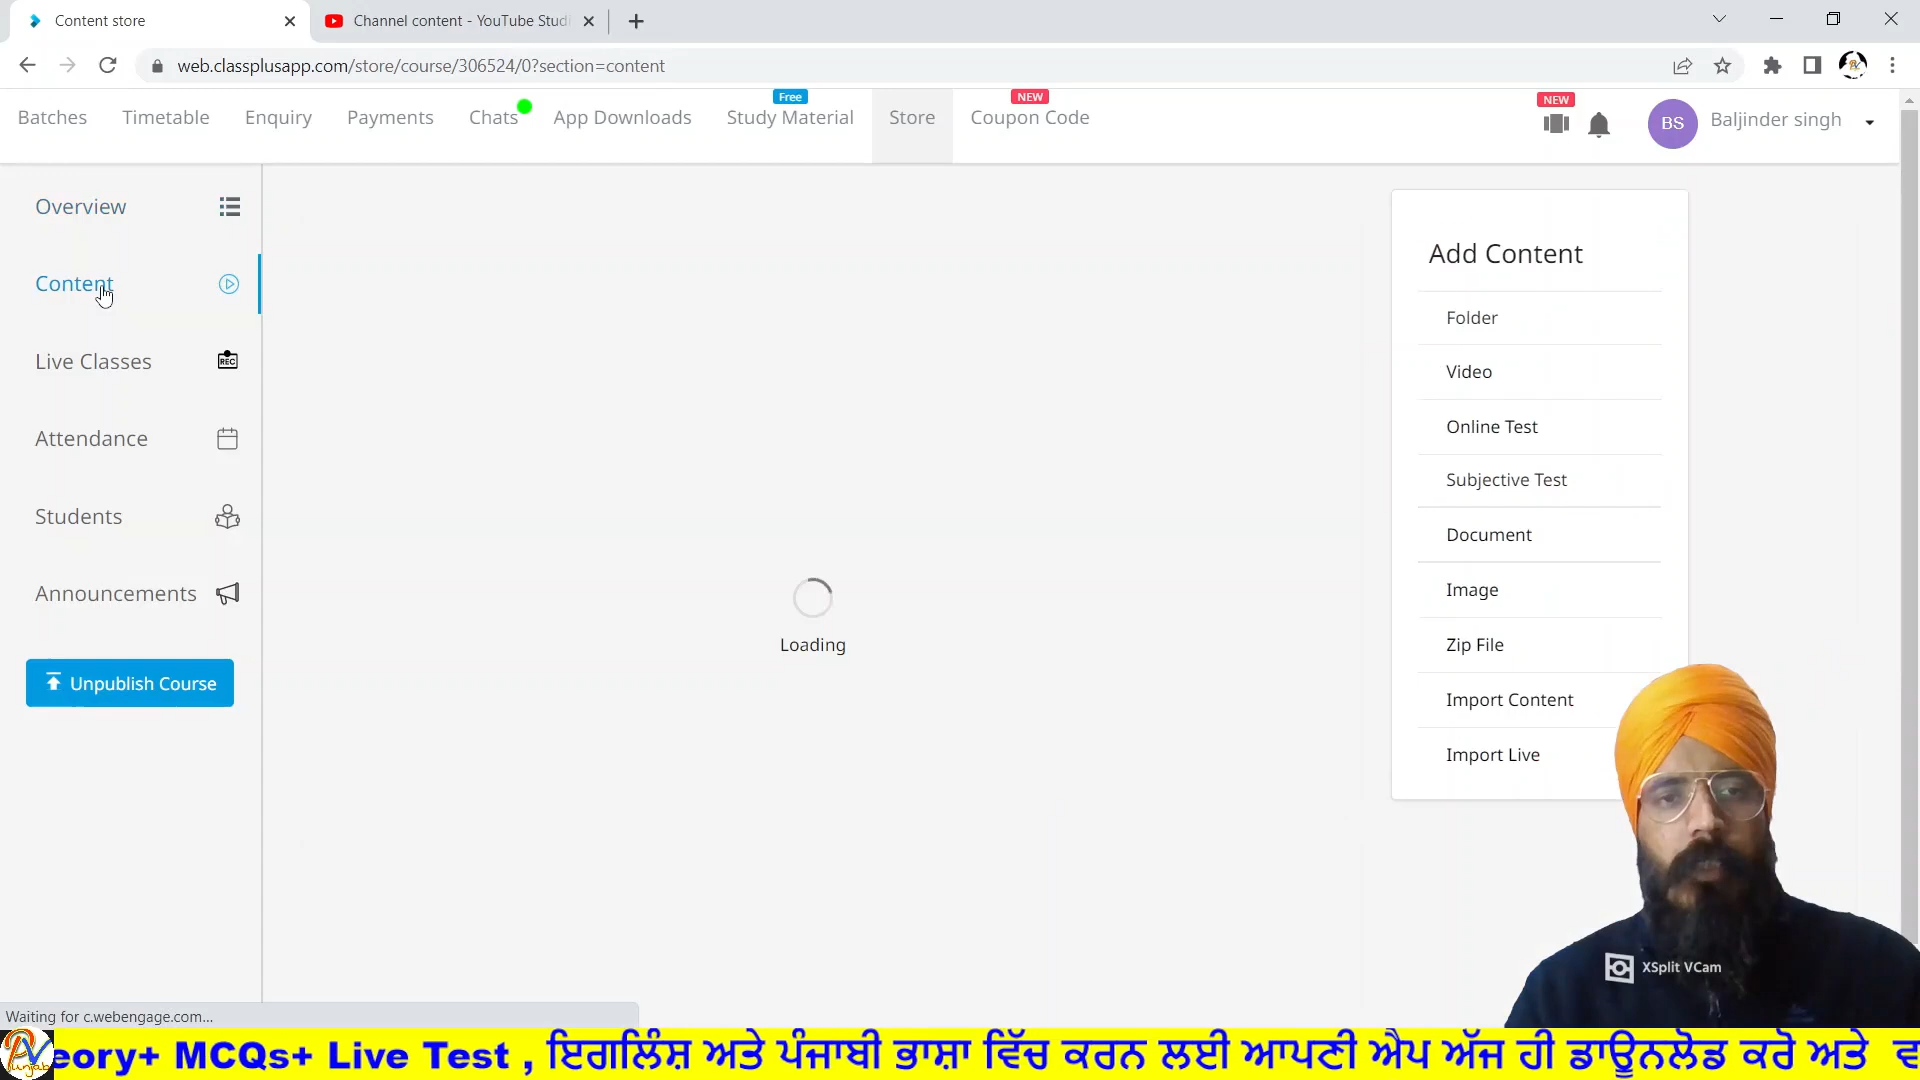 Content store
Channel content - YouTube Studi
web.classplusapp.com/store/course/306524/0?section=content
Batches
Timetable
Enquiry
Payments
Chats
App Downloads
Free
Study Material
Store
NEW
Coupon Code
NEW
BS
Baljinder singh
Overview
Content
Live Classes
REC
Attendance
Students
Announcements
Unpublish Course
Loading
Add Content
Folder
Video
Online Test
Subjective Test
Document
Image
Zip File
Import Content
Import Live
XSplit VCam
Waiting for c.webengage.com...
Punjab
eory+ MCQs+ Live Test , ਇਗਲਿੰਸ਼ ਅਤੇ ਪੰਜਾਬੀ ਭਾਸ਼ਾ ਵਿੱਚ ਕਰਨ ਲਈ ਆਪਣੀ ਐਪ ਅੱਜ ਹੀ ਡਾਊਨਲੋਡ ਕਰੋ ਅਤੇ ਵ